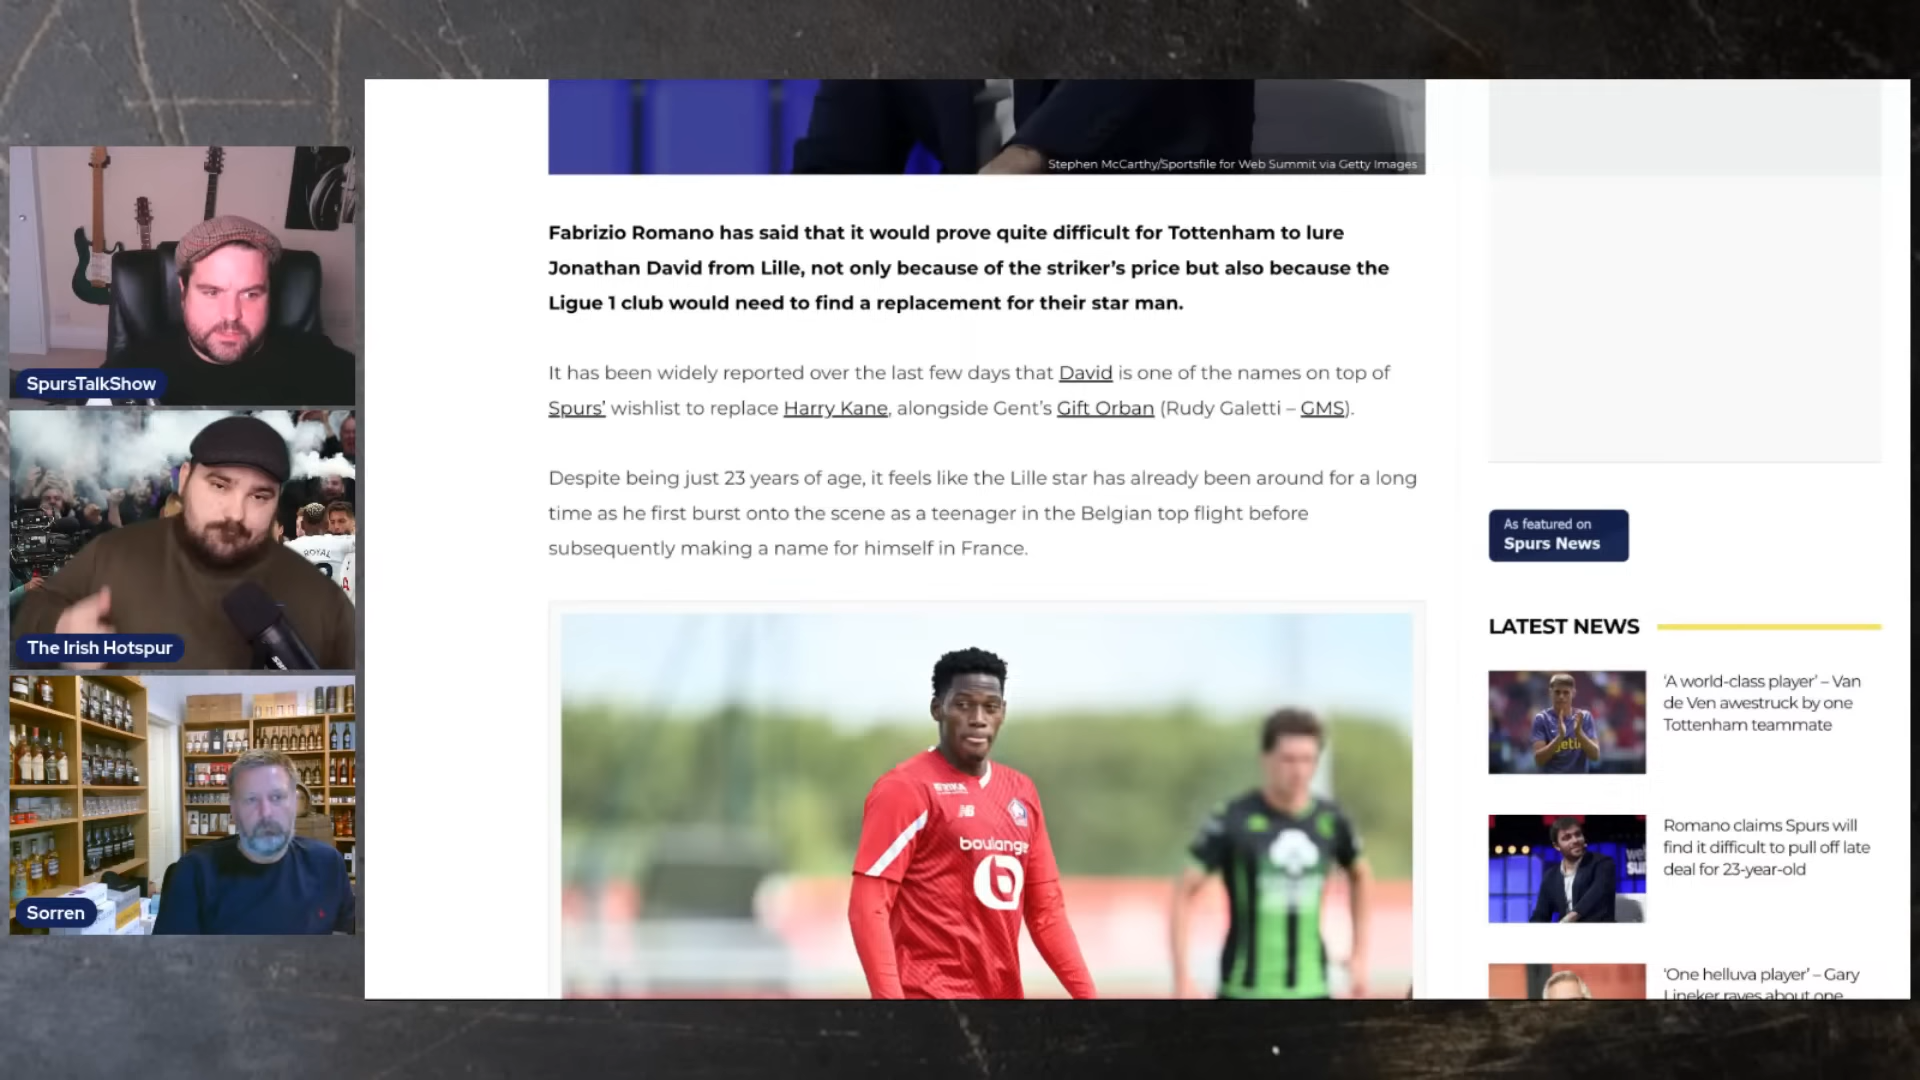 Stephen McCarthy/Sportsfile for Web Summit via Getty Images
Fabrizio Romano has said that it would prove quite difficult for Tottenham to lure
Jonathan David from Lille, not only because of the striker's price but also because the
Ligue 1 club would need to find a replacement for their star man.
It has been widely reported over the last few days that David is one of the names on top of
Spurs' wishlist to replace Harry Kane, alongside Gent's Gift Orban (Rudy Galetti – GMS).
Despite being just 23 years of age, it feels like the Lille star has already been around for a long
time as he first burst onto the scene as a teenager in the Belgian top flight before
subsequently making a name for himself in France.
boulanger
NB
As featured on
Spurs News
LATEST NEWS
'A world-class player' – Van
de Ven awestruck by one
Tottenham teammate
Romano claims Spurs will
find it difficult to pull off late
deal for 23-year-old
'One helluva player' – Gary
Lineker raves about one
SpursTalkShow
ROYAL
The Irish Hotspur
Sorren